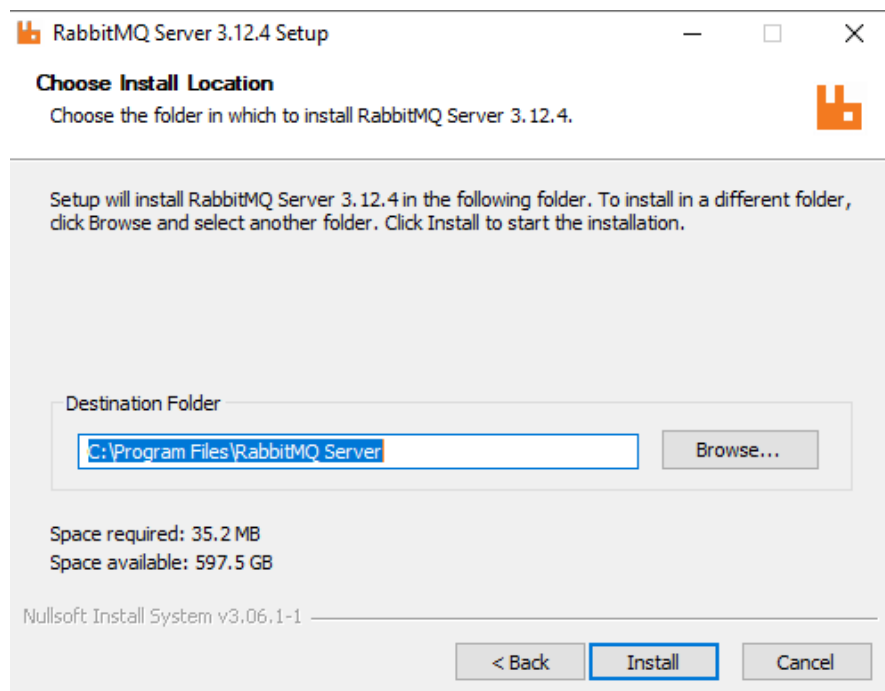 RabbitMQ Server 3.12.4 Setup
Choose Install Location
Choose the folder in which to install RabbitMQ Server 3.12.4.
Setup will install RabbitMQ Server 3.12.4 in the following folder. To install in a different folder,
click Browse and select another folder. Click Install to start the installation.
Destination Folder
C:\Program Files\RabbitMQ Server
Browse...
Space required: 35.2 MB
Space available: 597.5 GB
Nullsoft Install System v3.06.1-1
< Back
Install
Cancel